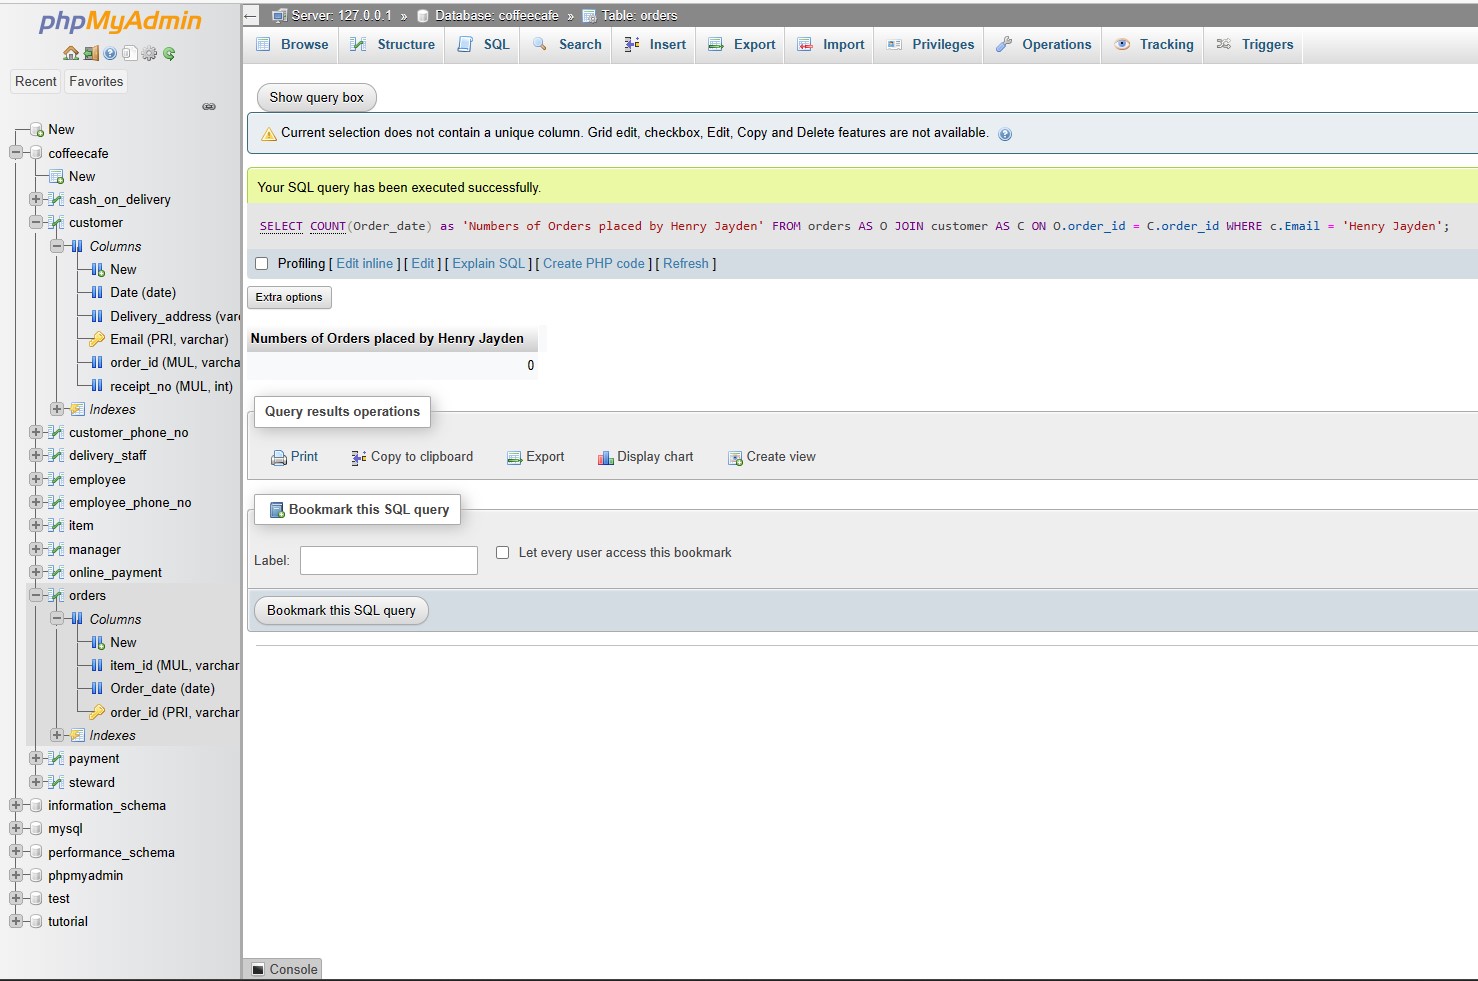 phpMyAdmin
Recent Favorites
New
coffeecafe
New
cash_on_delivery
customer
Columns
New
Date (date)
Delivery_address (var
Email (PRI, varchar)
order_id (MUL, varcha
receipt_no (MUL, int)
Indexes
customer_phone_no
delivery_staff
employee
employee_phone_no
item
manager
online_payment
orders
Columns
New
item_id (MUL, varchar
Order_date (date)
order_id (PRI, varchar
Indexes
payment
steward
information_schema
mysql
performance_schema
phpmyadmin
test
tutorial
Server: 127.0.0.1 » Database: coffeecafe » Table: orders
Browse Structure SQL Search Insert Export Import Privileges Operations Tracking Triggers
Show query box
Current selection does not contain a unique column. Grid edit, checkbox, Edit, Copy and Delete features are not available.
Your SQL query has been executed successfully.
SELECT COUNT(Order_date) as 'Numbers of Orders placed by Henry Jayden' FROM orders AS O JOIN customer AS C ON O.order_id = C.order_id WHERE c.Email = 'Henry Jayden';
Profiling [ Edit inline ] [ Edit ] [ Explain SQL ] [ Create PHP code ] [ Refresh ]
Extra options
Numbers of Orders placed by Henry Jayden
0
Query results operations
Print Copy to clipboard Export Display chart Create view
Bookmark this SQL query
Label: Let every user access this bookmark
Bookmark this SQL query
Console